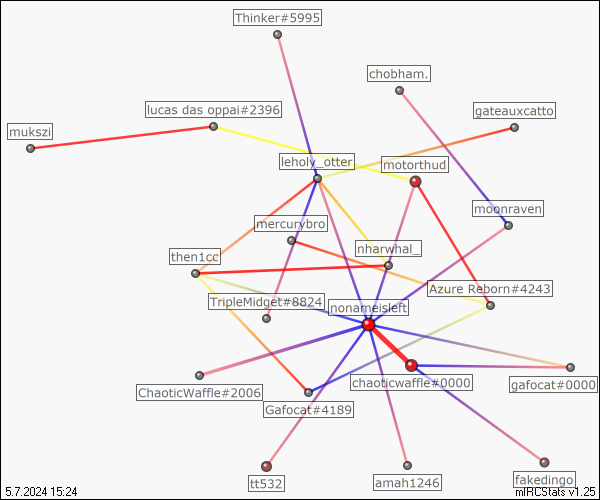 Thinker#5995
chobham.
lucas das oppai#2396
gateauxcatto
mukszi
leholy_otter
motorthud
moonraven
mercurybro
nharwhal_
then1cc
Azure Reborn#4243
TripleMidget#8824
nonameisleft
ChaoticWaffle#2006
chaoticwaffle#0000
gafocat#0000
Gafocat#4189
tt532
amah1246
fakedingo
5.7.2024 15:24
mIRCStats v1.25